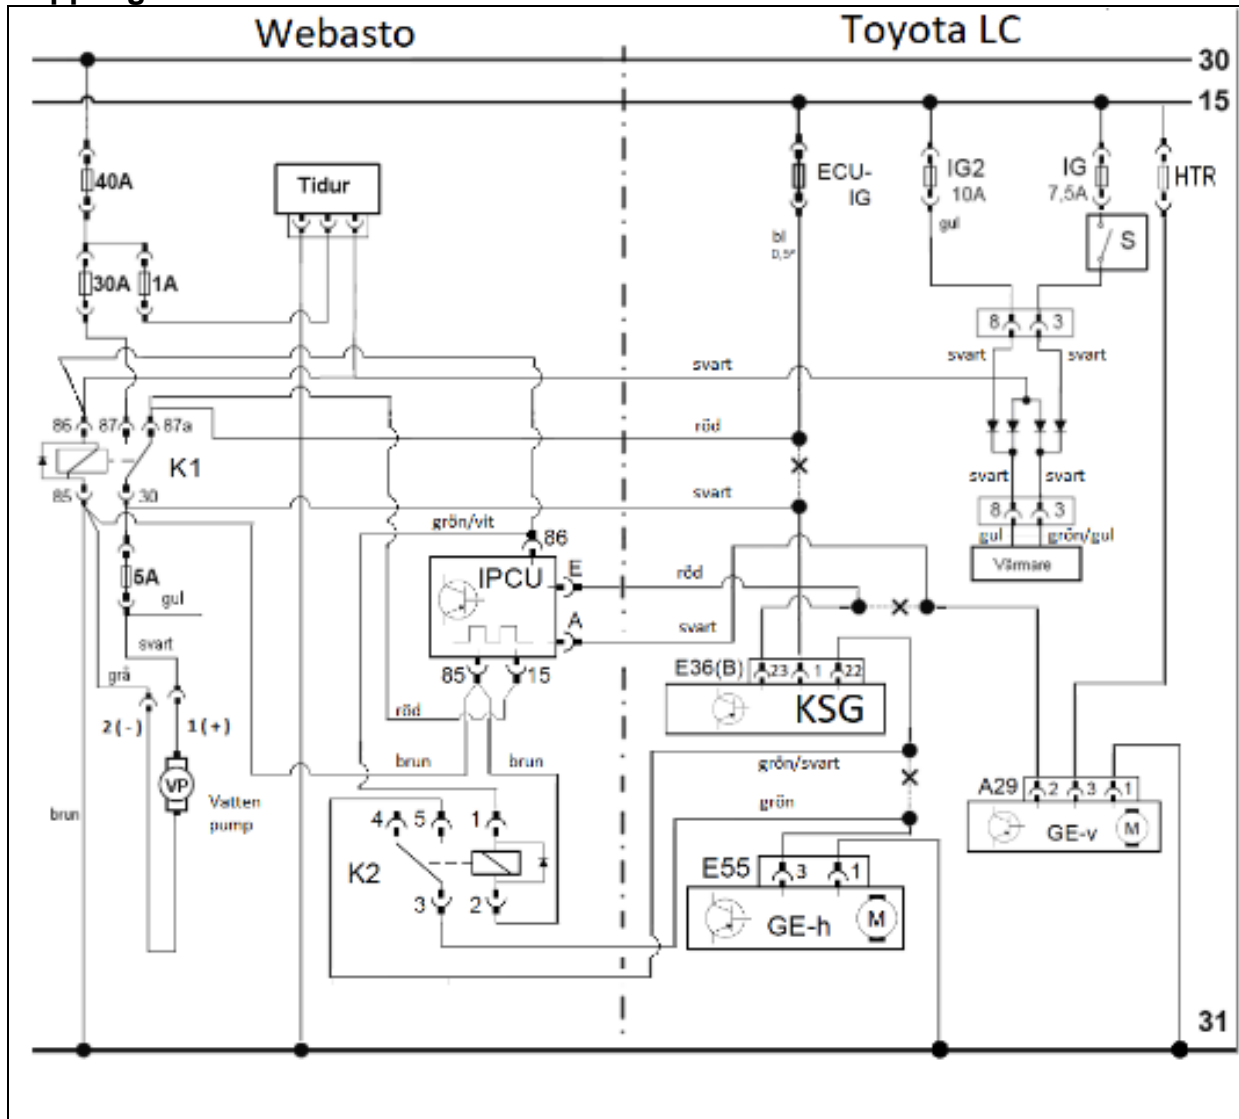 Webasto
Toyota LC
30
15
40A
Tidur
ECU-
IG
IG2
10A
IG
7,5A
HTR
gul
bl
0,5²
S
30A
1A
8
3
svart
svart
svart
86
87
87a
röd
K1
svart
svart
85
30
svart
8
3
grön/vit
86
gul
grön/gul
5A
IPCU
E
röd
Värmare
gul
A
svart
svart
E36(B)
23
1
22
grå
85
15
KSG
2(-)
1(+)
röd
VP
brun
brun
grön/svart
A29
2
3
1
Vatten
pump
brun
4
5
1
grön
GE-v
M
K2
E55
3
1
3
2
GE-h
M
31